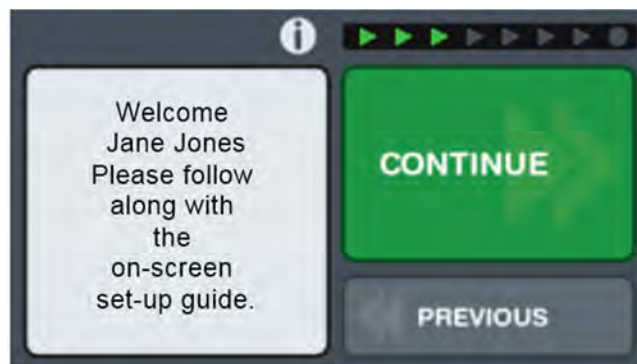 Welcome
Jane Jones
Please follow
along with
the
on-screen
set-up guide.
CONTINUE
PREVIOUS